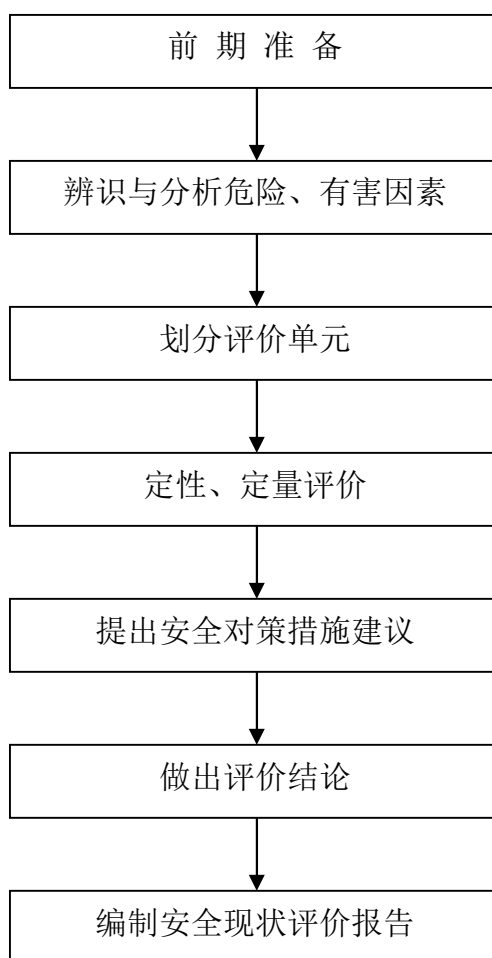 前 期 准 备
辨识与分析危险、有害因素
划分评价单元
定性、定量评价
提出安全对策措施建议
做出评价结论
编制安全现状评价报告